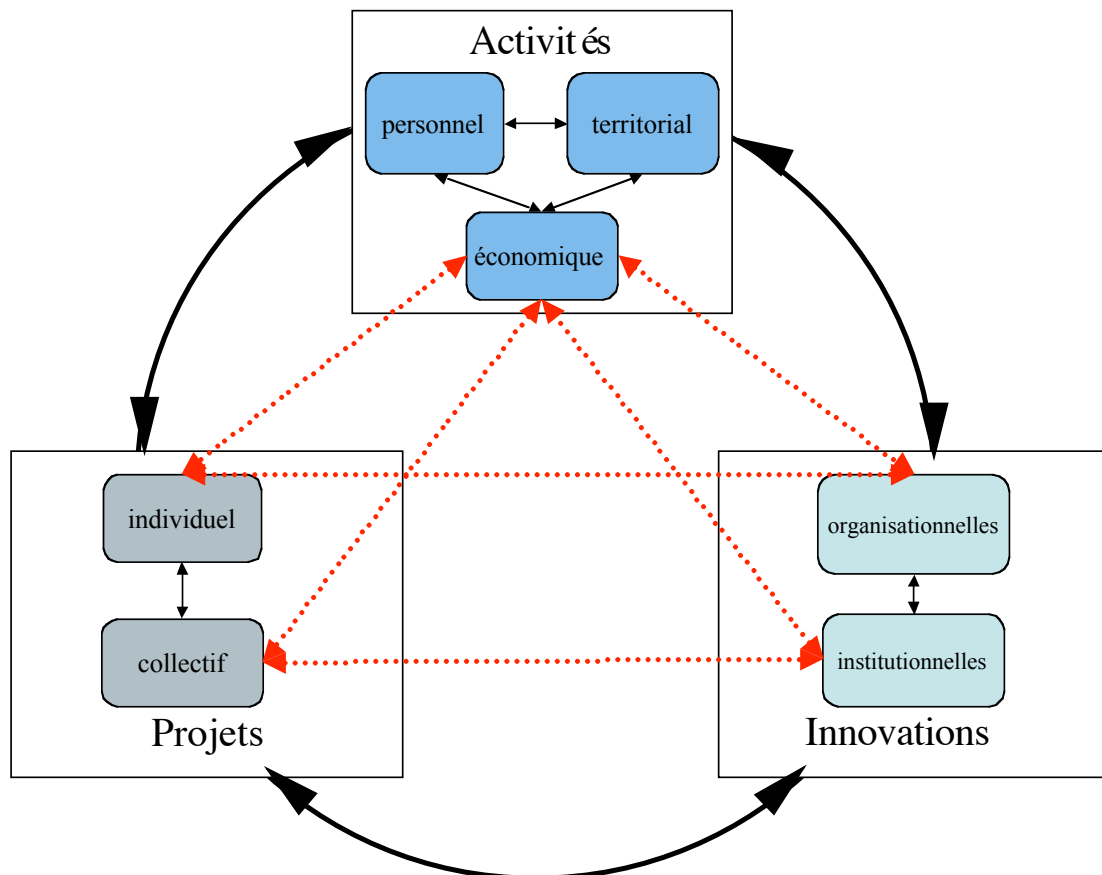 Activités
personnel
territorial
économique
individuel
organisationnelles
collectif
institutionnelles
Projets
Innovations